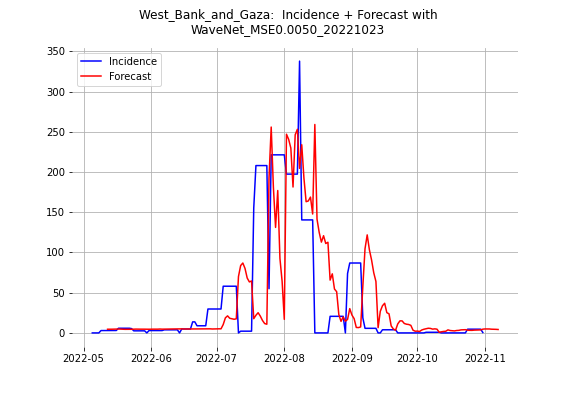 West_Bank_and_Gaza:  Incidence + Forecast with
WaveNet_MSE0.0050_20221023
Incidence
Forecast
350
300
250
200
150
100
50
0
2022-05 2022-06 2022-07 2022-08 2022-09 2022-10 2022-11